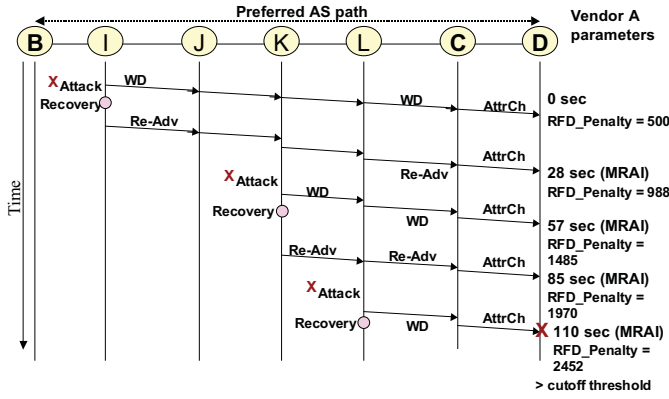 Preferred AS path
Vendor A
parameters
B I J K L C D
X Attack
WD
WD
AttrCh
0 sec
Recovery
RFD_Penalty = 500
Re-Adv
AttrCh
Re-Adv
28 sec (MRAI)
RFD_Penalty = 988
X Attack
WD
AttrCh
Recovery
WD
57 sec (MRAI)
RFD_Penalty =
1485
Re-Adv
Re-Adv
AttrCh
85 sec (MRAI)
RFD_Penalty =
1970
X Attack
AttrCh
Recovery
WD
X 110 sec (MRAI)
RFD_Penalty =
2452
> cutoff threshold
Time